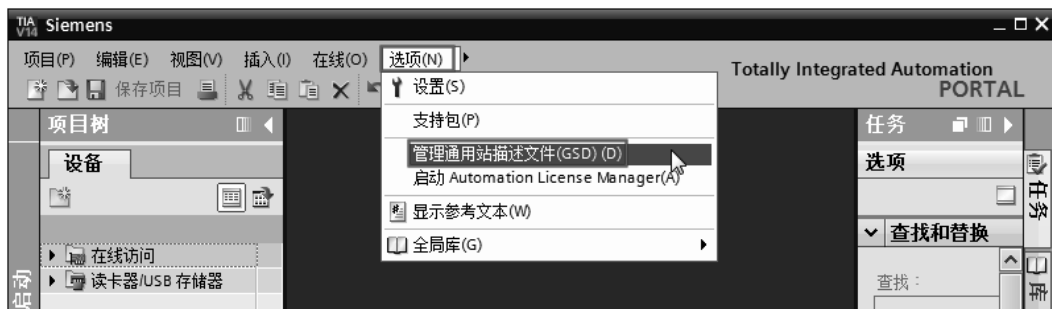 TIA V14 Siemens
项目(P) 编辑(E) 视图(V) 插入(I) 在线(O) 选项(N)
Totally Integrated Automation
PORTAL
保存项目
设置(S)
支持包(P)
管理通用站描述文件(GSD) (D)
启动 Automation License Manager(A)
显示参考文本(W)
全局库(G)
项目树
设备
在线访问
读卡器/USB 存储器
启动
任务
选项
查找和替换
查找：
任务
库